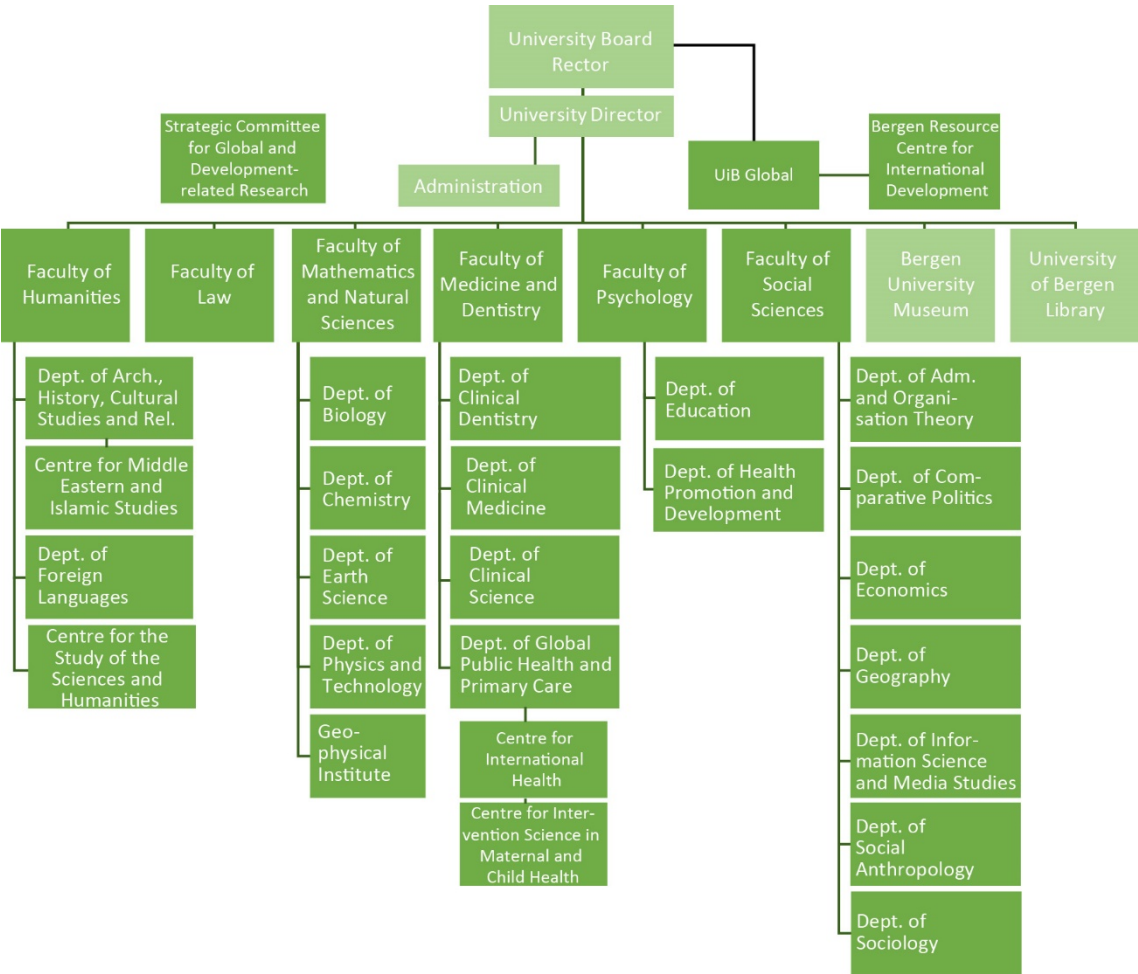 University Board
Rector
University Director
Strategic Committee
for Global and
Development-
related Research
Administration
UiB Global
Bergen Resource
Centre for
International
Development
Faculty of
Humanities
Faculty of
Law
Faculty of
Mathematics
and Natural
Sciences
Faculty of
Medicine and
Dentistry
Faculty of
Psychology
Faculty of
Social
Sciences
Bergen
University
Museum
University
of Bergen
Library
Dept. of Arch.,
History, Cultural
Studies and Rel.
Centre for Middle
Eastern and
Islamic Studies
Dept. of
Foreign
Languages
Centre for the
Study of the
Sciences and
Humanities
Dept. of
Biology
Dept. of
Chemistry
Dept. of
Earth
Science
Dept. of
Physics and
Technology
Geo-
physical
Institute
Dept. of
Clinical
Dentistry
Dept. of
Clinical
Medicine
Dept. of
Clinical
Science
Dept. of Global
Public Health and
Primary Care
Centre for
International
Health
Centre for Inter-
vention Science in
Maternal and
Child Health
Dept. of
Education
Dept. of Health
Promotion and
Development
Dept. of Adm.
and Organi-
sation Theory
Dept. of Com-
parative Politics
Dept. of
Economics
Dept. of
Geography
Dept. of Infor-
mation Science
and Media Studies
Dept. of
Social
Anthropology
Dept. of
Sociology